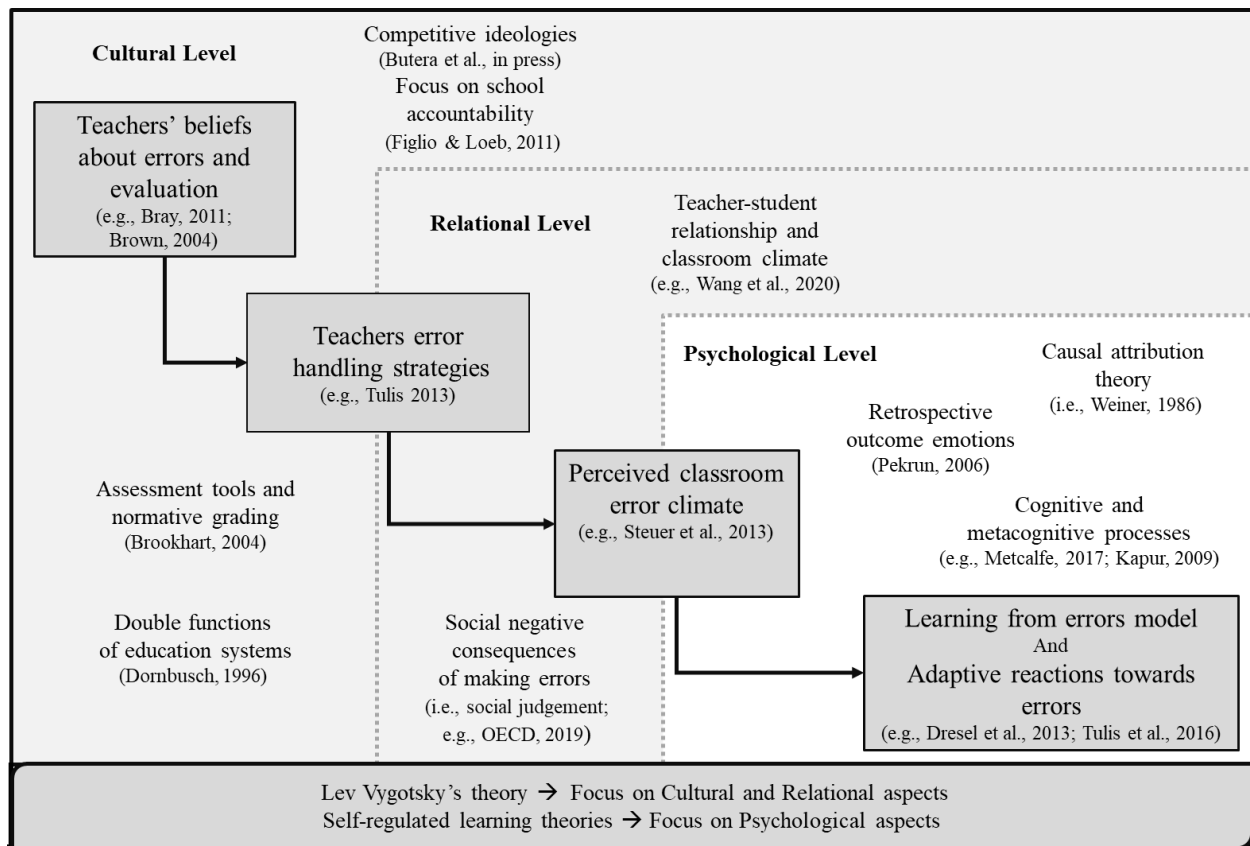 Cultural Level
Competitive ideologies
(Butera et al., in press)
Focus on school
accountability
(Figlio & Loeb, 2011)
Teachers' beliefs
about errors and
evaluation
(e.g., Bray, 2011;
Brown, 2004)
Relational Level
Teacher-student
relationship and
classroom climate
(e.g., Wang et al., 2020)
Teachers error
handling strategies
(e.g., Tulis 2013)
Psychological Level
Causal attribution
theory
(i.e., Weiner, 1986)
Retrospective
outcome emotions
(Pekrun, 2006)
Perceived classroom
error climate
(e.g., Steuer et al., 2013)
Assessment tools and
normative grading
(Brookhart, 2004)
Cognitive and
metacognitive processes
(e.g., Metcalfe, 2017; Kapur, 2009)
Double functions
of education systems
(Dornbusch, 1996)
Social negative
consequences
of making errors
(i.e., social judgement;
e.g., OECD, 2019)
Learning from errors model
And
Adaptive reactions towards
errors
(e.g., Dresel et al., 2013; Tulis et al., 2016)
Lev Vygotsky's theory → Focus on Cultural and Relational aspects
Self-regulated learning theories → Focus on Psychological aspects